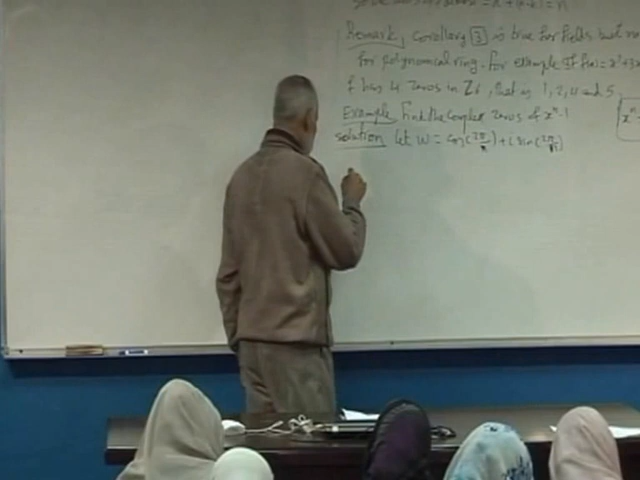 Remark, corollary 3 is true for fields but no
for polynomial ring. for example If f(x) = x²+3x
f has 4 zeros in Z6, that is 1, 2, 4 and 5.
Example Find the complex zeros of xⁿ-1
solution let w = cos(2π/n) + i sin(2π/n)
xⁿ-